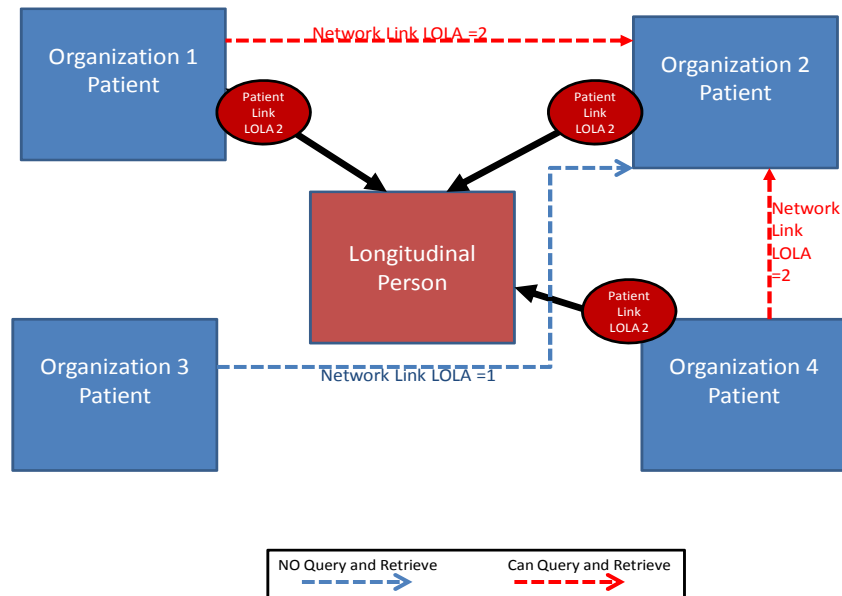 Network Link LOLA =2
Organization 1
Patient
Organization 2
Patient
Patient
Link
LOLA 2
Patient
Link
LOLA 2
Network
Link
LOLA
=2
Longitudinal
Person
Patient
Link
LOLA 2
Organization 3
Patient
Network Link LOLA =1
Organization 4
Patient
NO Query and Retrieve
Can Query and Retrieve